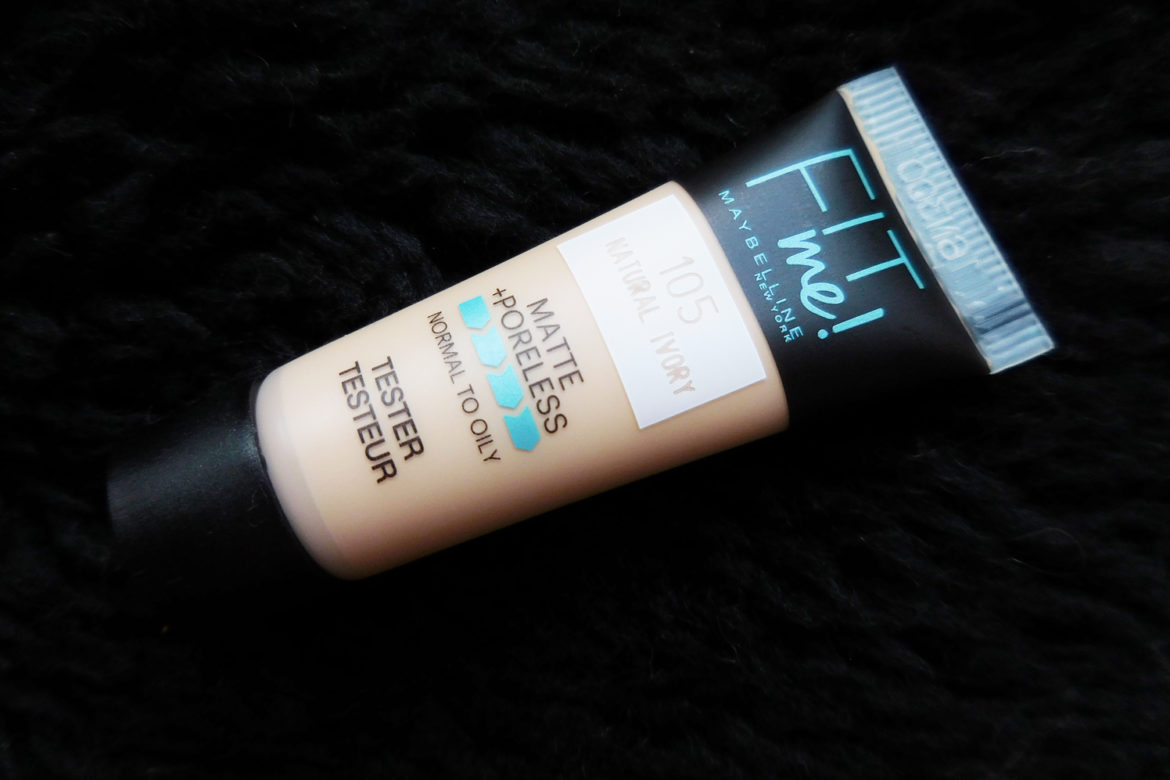 FIT
me!
MAYBELLINE
NEW YORK
105
NATURAL IVORY
MATTE
+PORELESS
NORMAL TO OILY
TESTER
TESTEUR